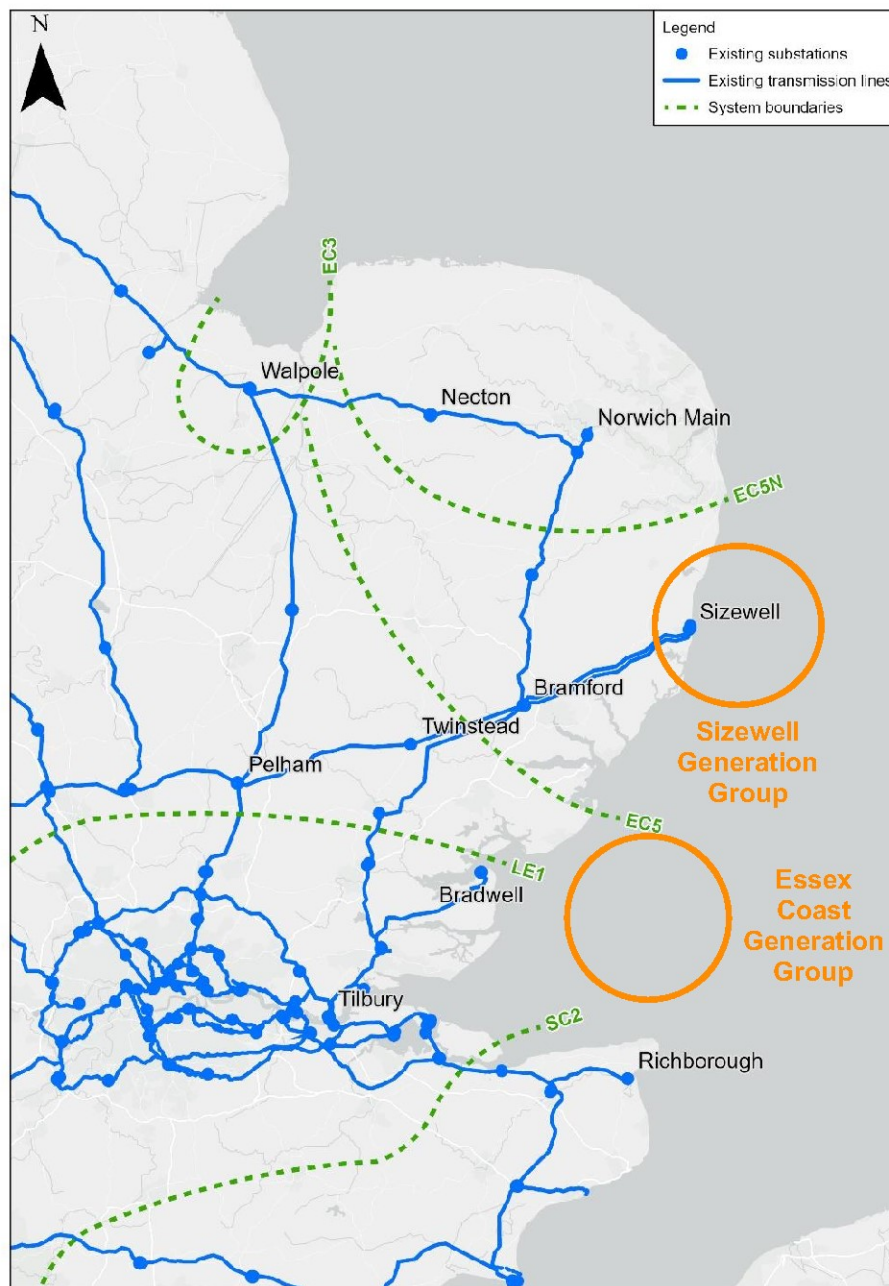 N
Legend
Existing substations
Existing transmission lines
System boundaries
EC3
Walpole
Necton
Norwich Main
EC5N
Sizewell
Bramford
Twinstead
Sizewell
Generation
Group
Pelham
EC5
LE1
Bradwell
Essex
Coast
Generation
Group
Tilbury
SC2
Richborough